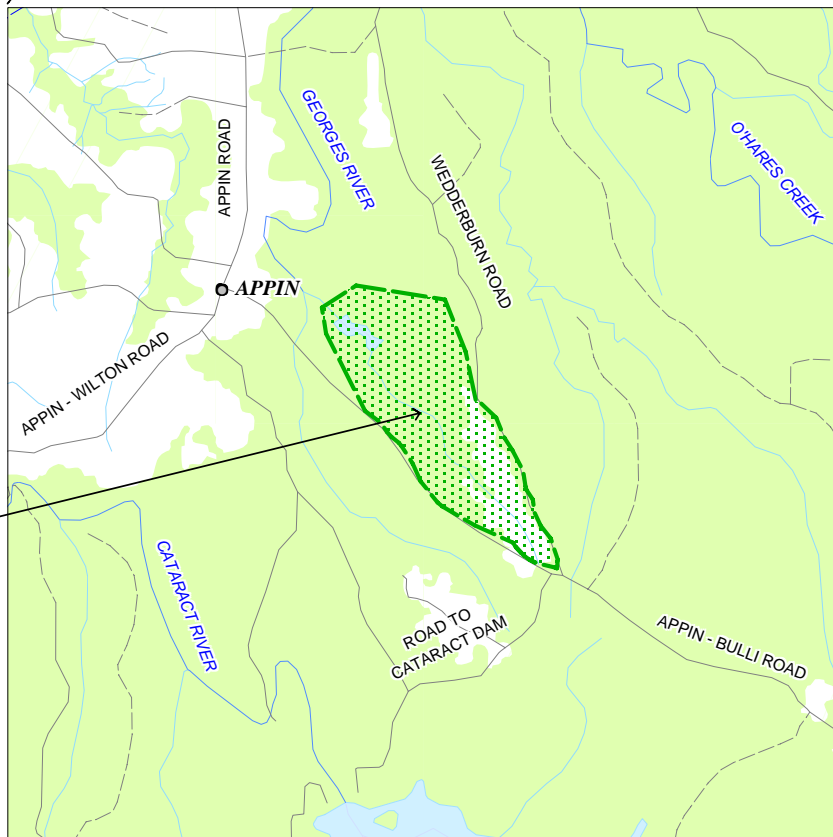 GEORGES RIVER
O'HARES CREEK
APPIN ROAD
WEDDERBURN ROAD
APPIN
APPIN - WILTON ROAD
CATARACT RIVER
ROAD TO
CATARACT DAM
APPIN - BULLI ROAD